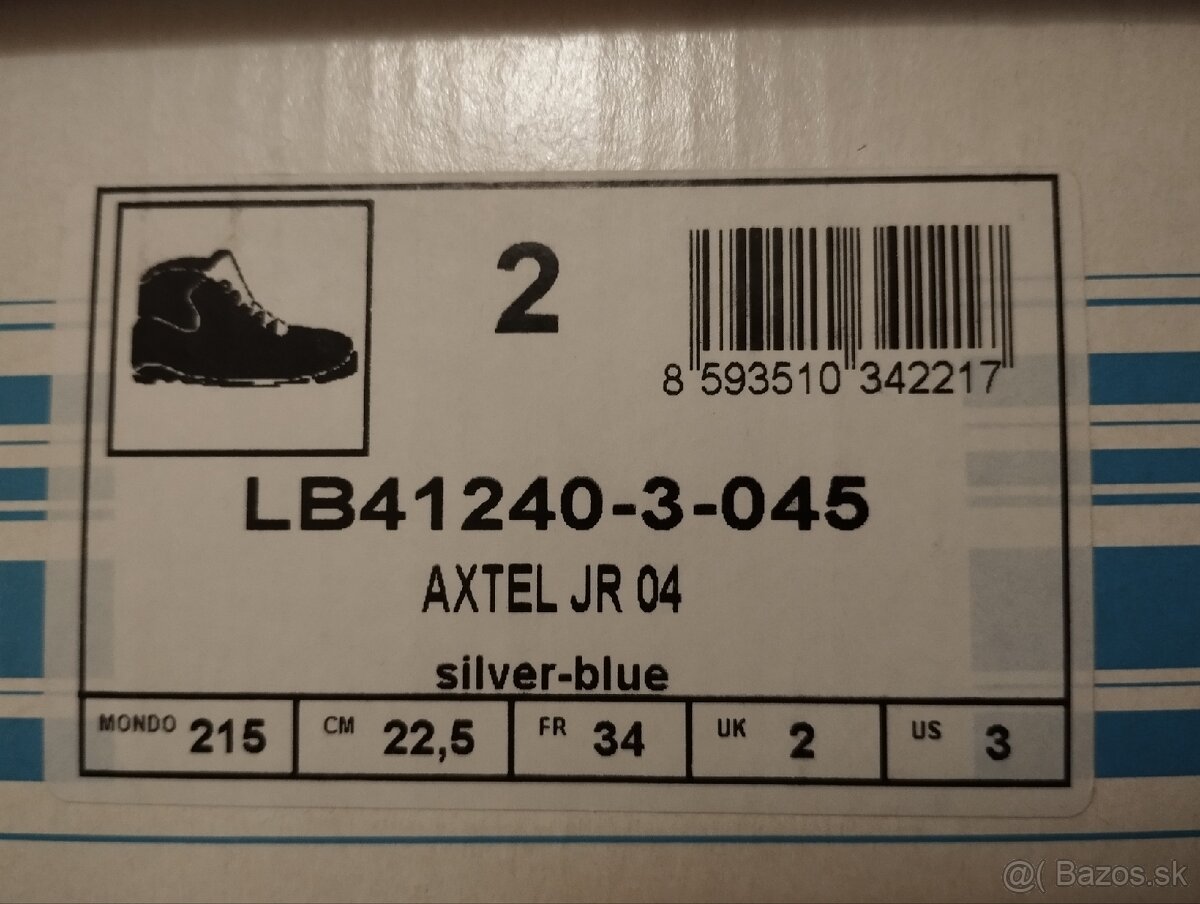 2
8 593510 342217
LB41240-3-045
AXTEL JR 04
silver-blue
MONDO 215 CM 22,5 FR 34 UK 2 US 3
@( Bazos.sk